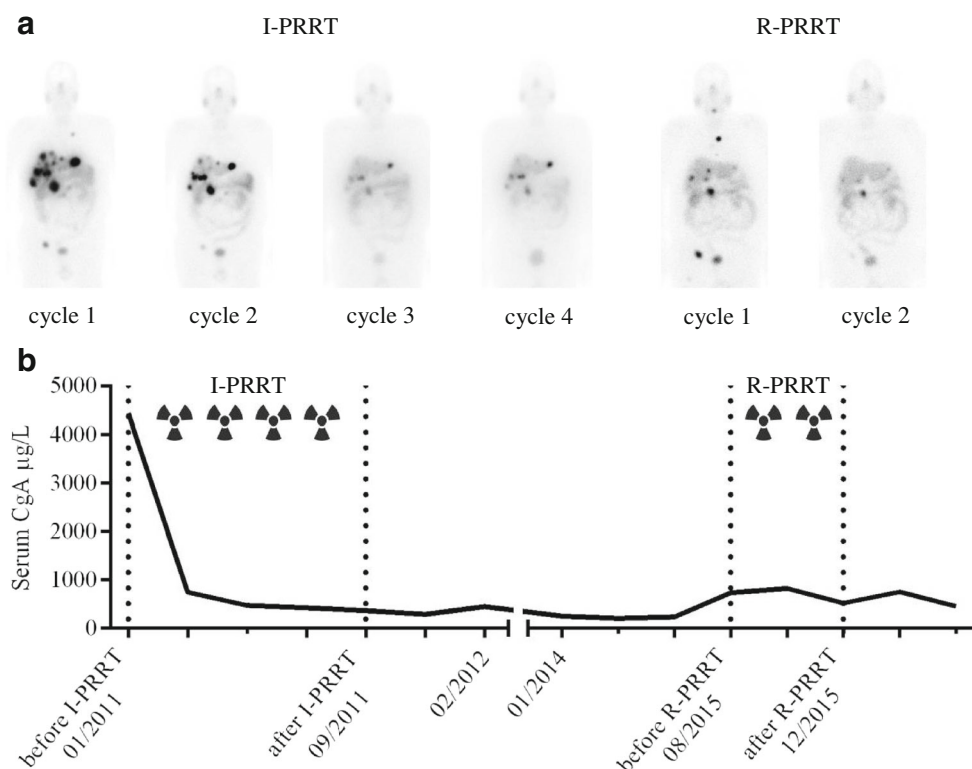 a
I-PRRT R-PRRT
cycle 1 cycle 2 cycle 3 cycle 4 cycle 1 cycle 2
b
I-PRRT R-PRRT
Serum CgA µg/L
5000
4000
3000
2000
1000
0
before I-PRRT
01/2011
after I-PRRT
09/2011
02/2012
01/2014
before R-PRRT
08/2015
after R-PRRT
12/2015